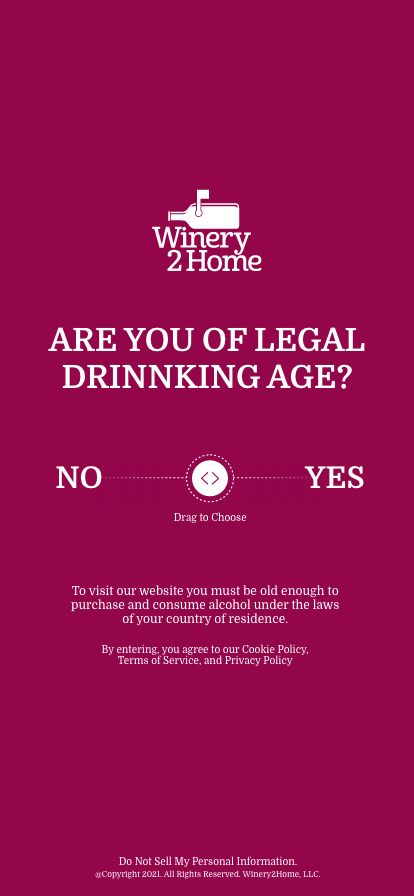 Winery
2 Home
ARE YOU OF LEGAL
DRINNKING AGE?
NO
YES
Drag to Choose
To visit our website you must be old enough to
purchase and consume alcohol under the laws
of your country of residence.
By entering, you agree to our Cookie Policy,
Terms of Service, and Privacy Policy
Do Not Sell My Personal Information.
@Copyright 2021. All Rights Reserved. Winery2Home, LLC.